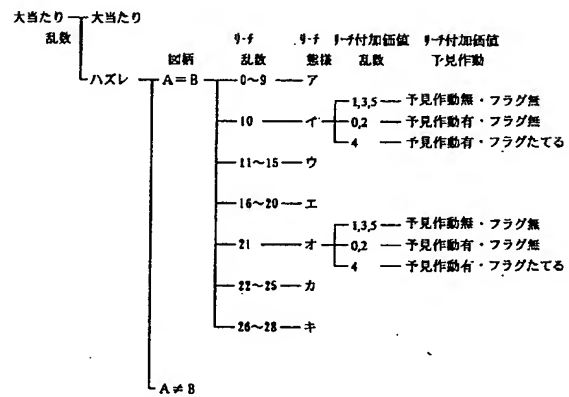 大当たり 大当たり
乱数
ハズレ
図柄 ﾘｰﾁ乱数 ﾘｰﾁ態様 ﾘｰﾁ付加価値乱数 ﾘｰﾁ付加価値予見作動
A=B 0~9 ア
10 イ 1,3,5 予見作動無・フラグ無
0,2 予見作動有・フラグ無
4 予見作動有・フラグたてる
11~15 ウ
16~20 エ
21 オ 1,3,5 予見作動無・フラグ無
0,2 予見作動有・フラグ無
4 予見作動有・フラグたてる
22~25 カ
26~28 キ
A≠B